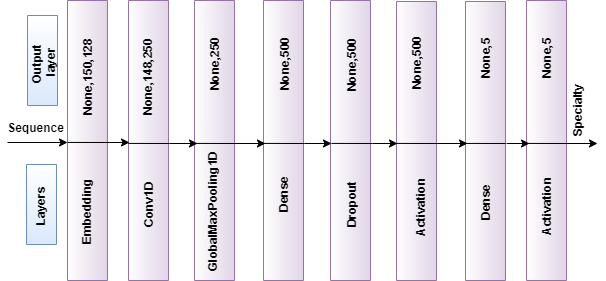 Output
layer
None,150,128
None,148,250
None,250
None,500
None,500
None,500
None,5
None,5
Sequence
Specialty
Layers
Embedding
Conv1D
GlobalMaxPooling1D
Dense
Dropout
Activation
Dense
Activation